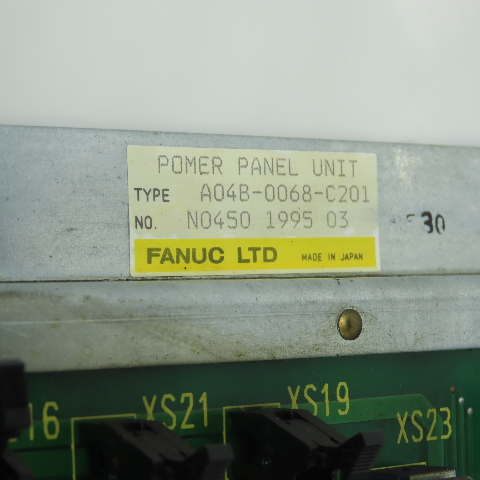 POMER PANEL UNIT
TYPE A04B-0068-C201
NO. N0450 1995 03
30
FANUC LTD MADE IN JAPAN
XS21
XS19
XS23